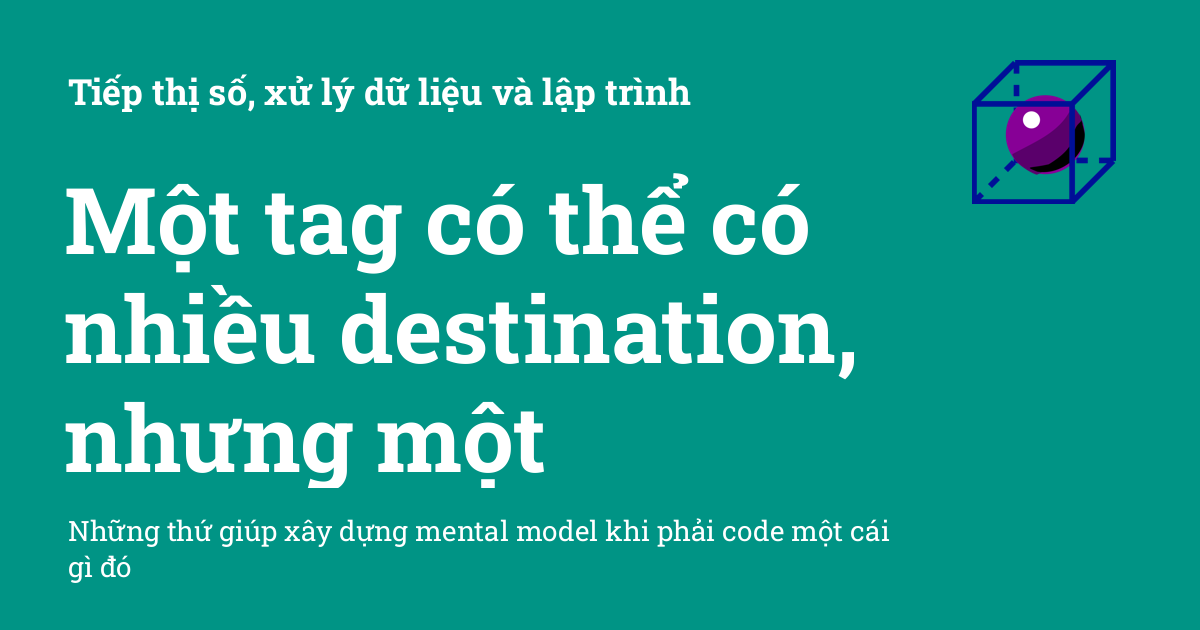 Tiếp thị số, xử lý dữ liệu và lập trình
Một tag có thể có
nhiều destination,
nhưng một
Những thứ giúp xây dựng mental model khi phải code một cái
gì đó